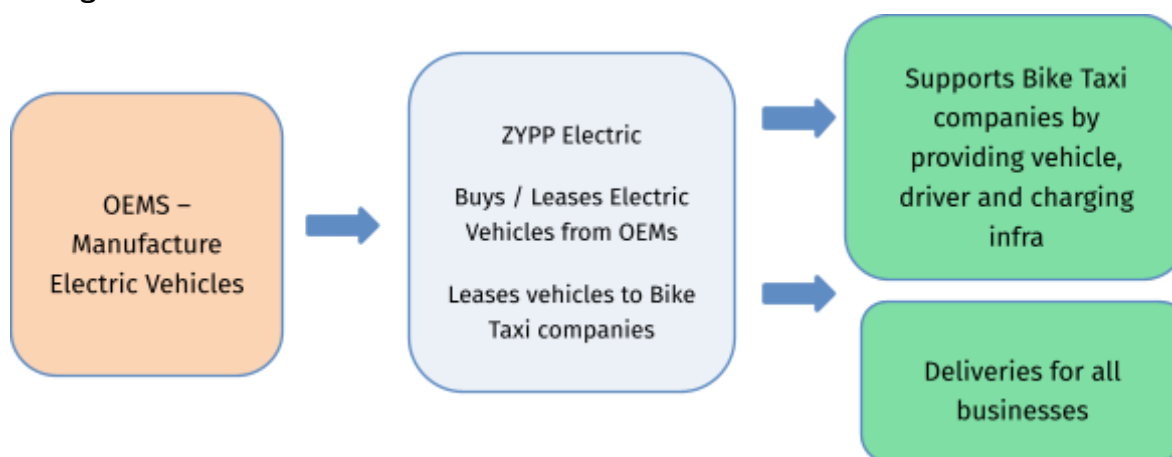 OEMS –
Manufacture
Electric Vehicles
ZYPP Electric
Buys / Leases Electric
Vehicles from OEMs
Leases vehicles to Bike
Taxi companies
Supports Bike Taxi
companies by
providing vehicle,
driver and charging
infra
Deliveries for all
businesses